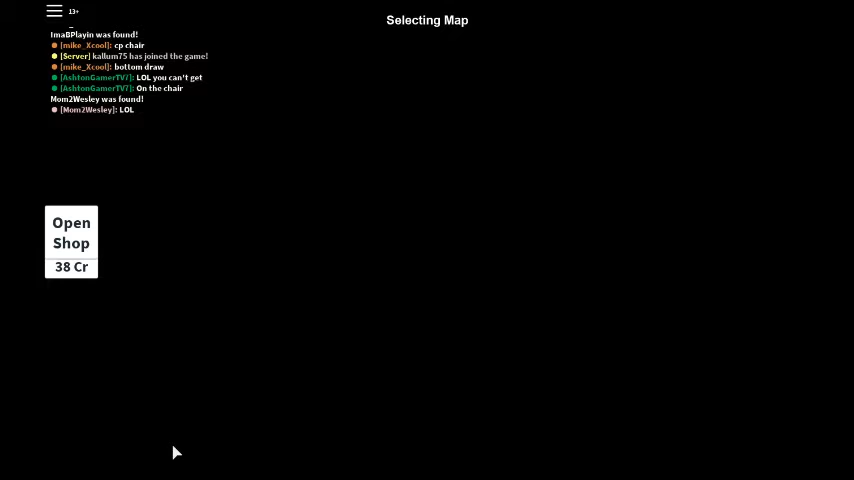 13+
Selecting Map
ImaBPlayin was found!
[mike_Xcool]: cp chair
[Server] kallum75 has joined the game!
[mike_Xcool]: bottom draw
[AshtonGamerTV7]: LOL you can't get
[AshtonGamerTV7]: On the chair
Mom2Wesley was found!
[Mom2Wesley]: LOL
Open
Shop
38 Cr